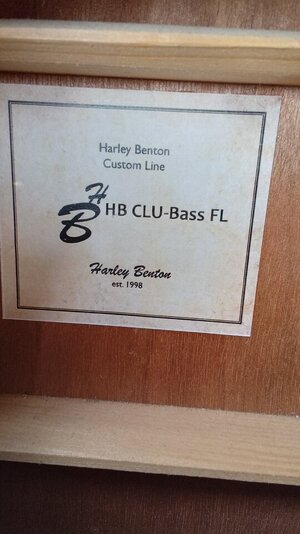 Harley Benton
Custom Line
HB HB CLU-Bass FL
Harley Benton
est. 1998